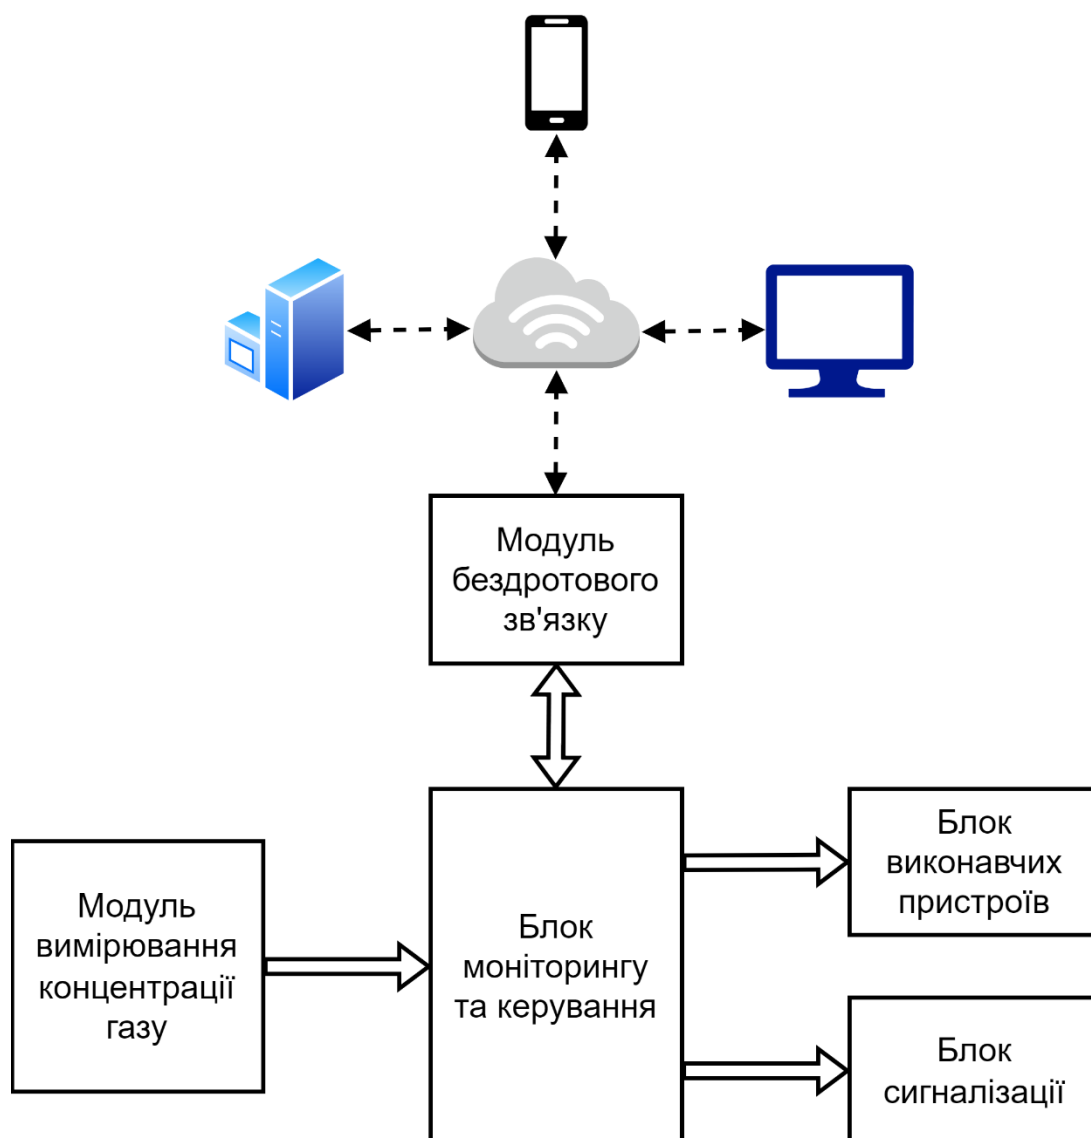 Модуль
бездротового
зв'язку
Модуль
вимірювання
концентрації
газу
Блок
моніторингу
та керування
Блок
виконавчих
пристроїв
Блок
сигналізації